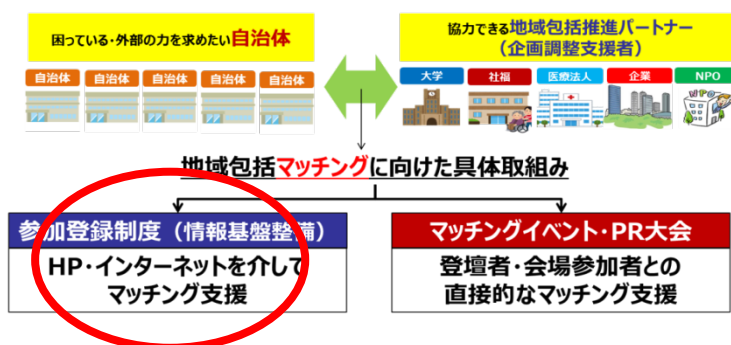 困っている・外部の力を求めたい自治体
協力できる地域包括推進パートナー
（企画調整支援者）
自治体 自治体 自治体 自治体 自治体
大学 社福 医療法人 企業 NPO
NPO
地域包括マッチングに向けた具体取組み
参加登録制度（情報基盤整備）
HP・インターネットを介して
マッチング支援
マッチングイベント・PR大会
登壇者・会場参加者との
直接的なマッチング支援